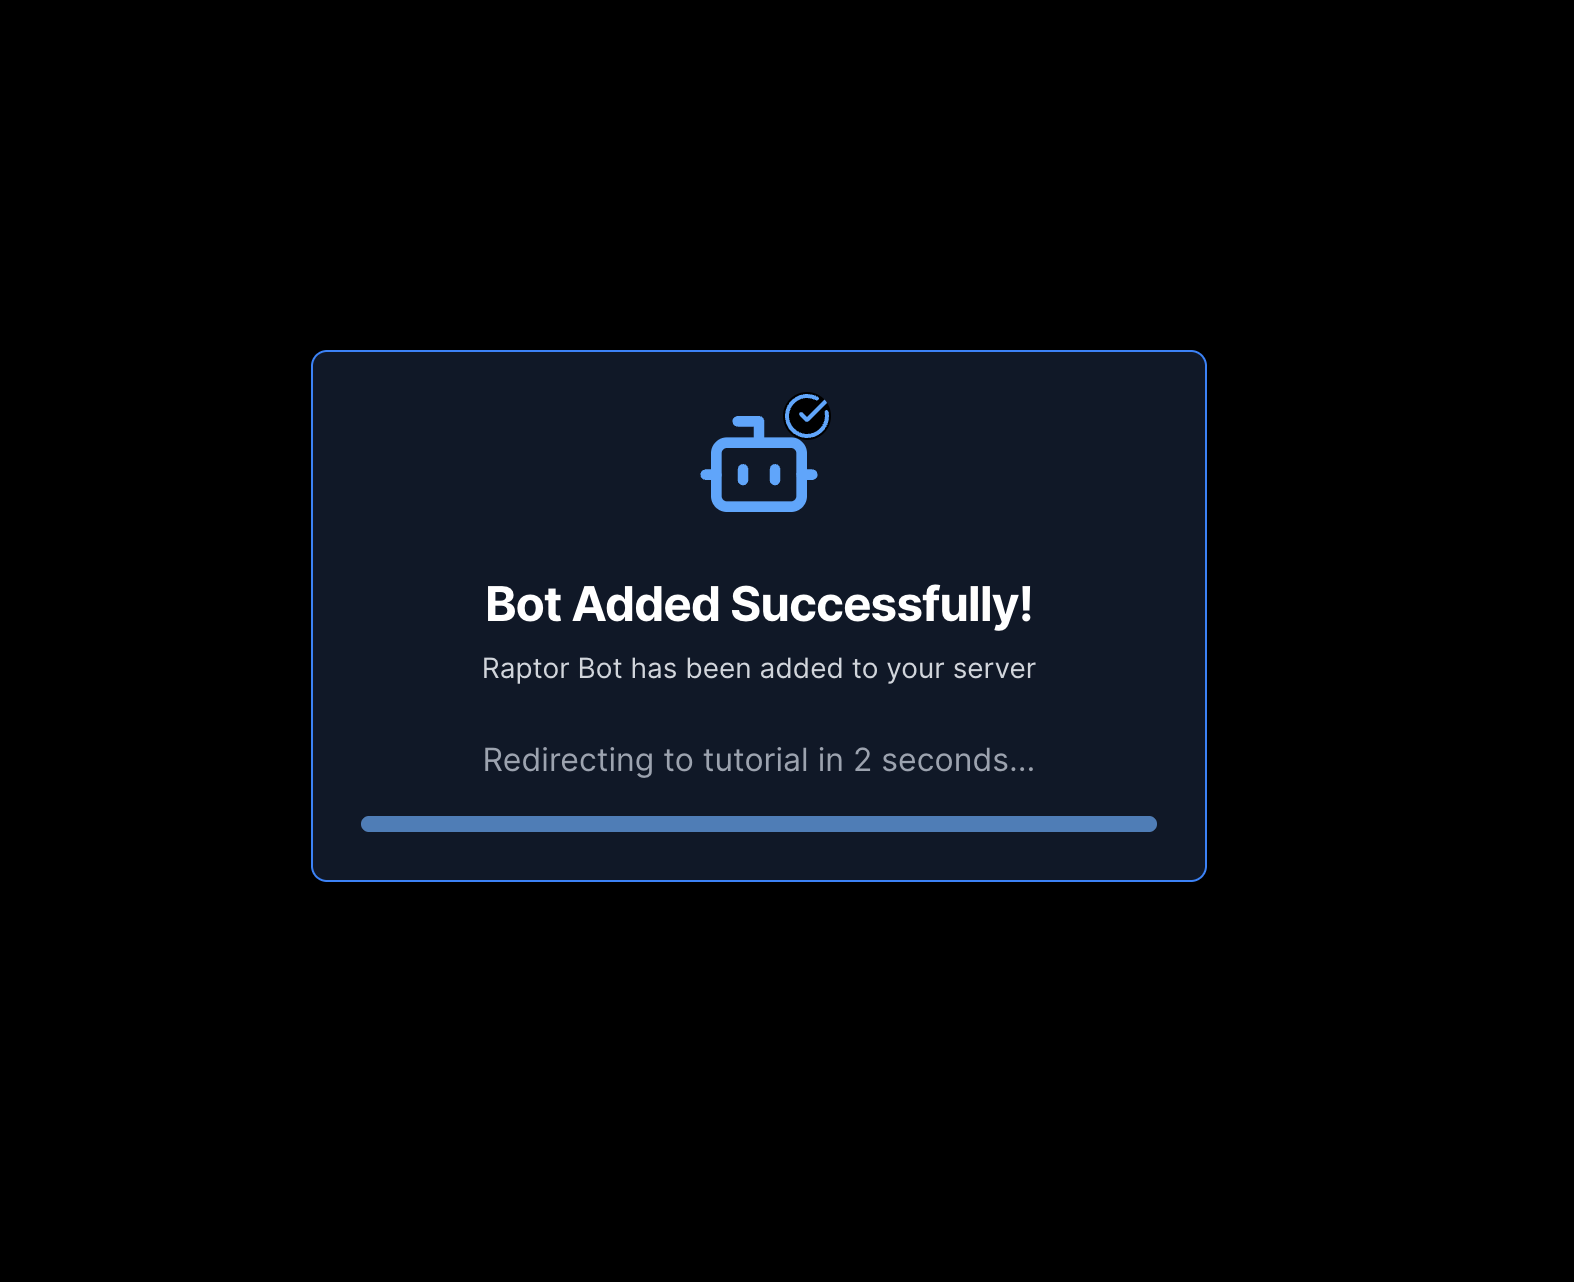 Bot Added Successfully!
Raptor Bot has been added to your server
Redirecting to tutorial in 2 seconds...